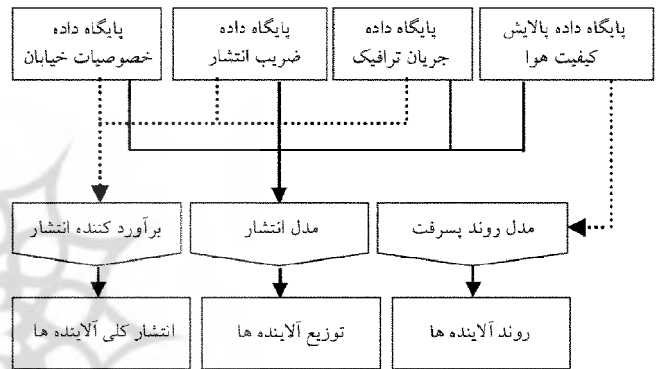 پایگاه داده پالایش
کیفیت هوا
پایگاه داده
جریان ترافیک
پایگاه داده
ضریب انتشار
پایگاه داده
خصوصیات خیابان
مدل روند پسرفت
مدل انتشار
برآورد کننده انتشار
روند آلاینده ها
توزیع آلاینده ها
انتشار کلی آلاینده ها